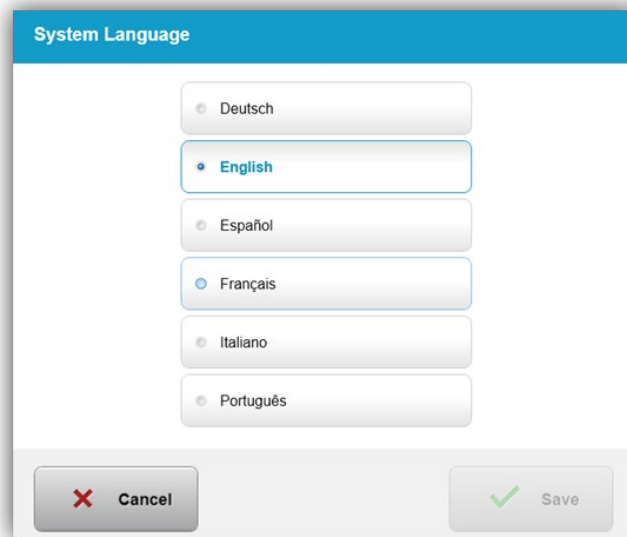 System Language
Deutsch
English
Español
Français
Italiano
Português
Cancel
Save